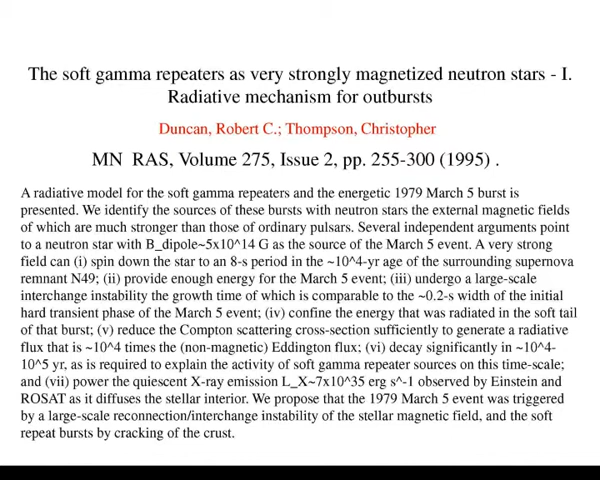 The soft gamma repeaters as very strongly magnetized neutron stars - I.
Radiative mechanism for outbursts
Duncan, Robert C.; Thompson, Christopher
MN RAS, Volume 275, Issue 2, pp. 255-300 (1995) .
A radiative model for the soft gamma repeaters and the energetic 1979 March 5 burst is
presented. We identify the sources of these bursts with neutron stars the external magnetic fields
of which are much stronger than those of ordinary pulsars. Several independent arguments point
to a neutron star with B_dipole~5x10^14 G as the source of the March 5 event. A very strong
field can (i) spin down the star to an 8-s period in the ~10^4-yr age of the surrounding supernova
remnant N49; (ii) provide enough energy for the March 5 event; (iii) undergo a large-scale
interchange instability the growth time of which is comparable to the ~0.2-s width of the initial
hard transient phase of the March 5 event; (iv) confine the energy that was radiated in the soft tail
of that burst; (v) reduce the Compton scattering cross-section sufficiently to generate a radiative
flux that is ~10^4 times the (non-magnetic) Eddington flux; (vi) decay significantly in ~10^4-
10^5 yr, as is required to explain the activity of soft gamma repeater sources on this time-scale;
and (vii) power the quiescent X-ray emission L_X~7x10^35 erg s^-1 observed by Einstein and
ROSAT as it diffuses the stellar interior. We propose that the 1979 March 5 event was triggered
by a large-scale reconnection/interchange instability of the stellar magnetic field, and the soft
repeat bursts by cracking of the crust.